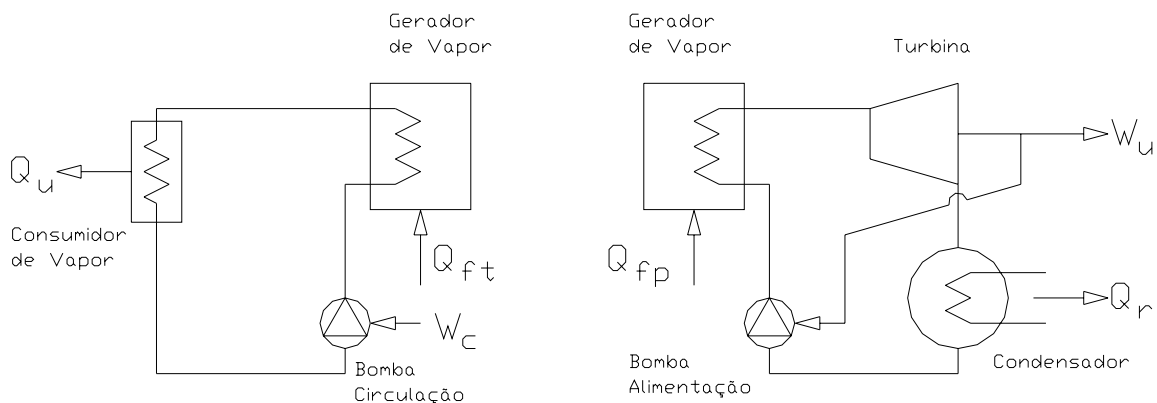 Gerador
de Vapor
Q u
Consumidor
de Vapor
Q ft
W c
Bomba
Circulação
Gerador
de Vapor
Turbina
W u
Q fp
Q r
Bomba
Alimentação
Condensador